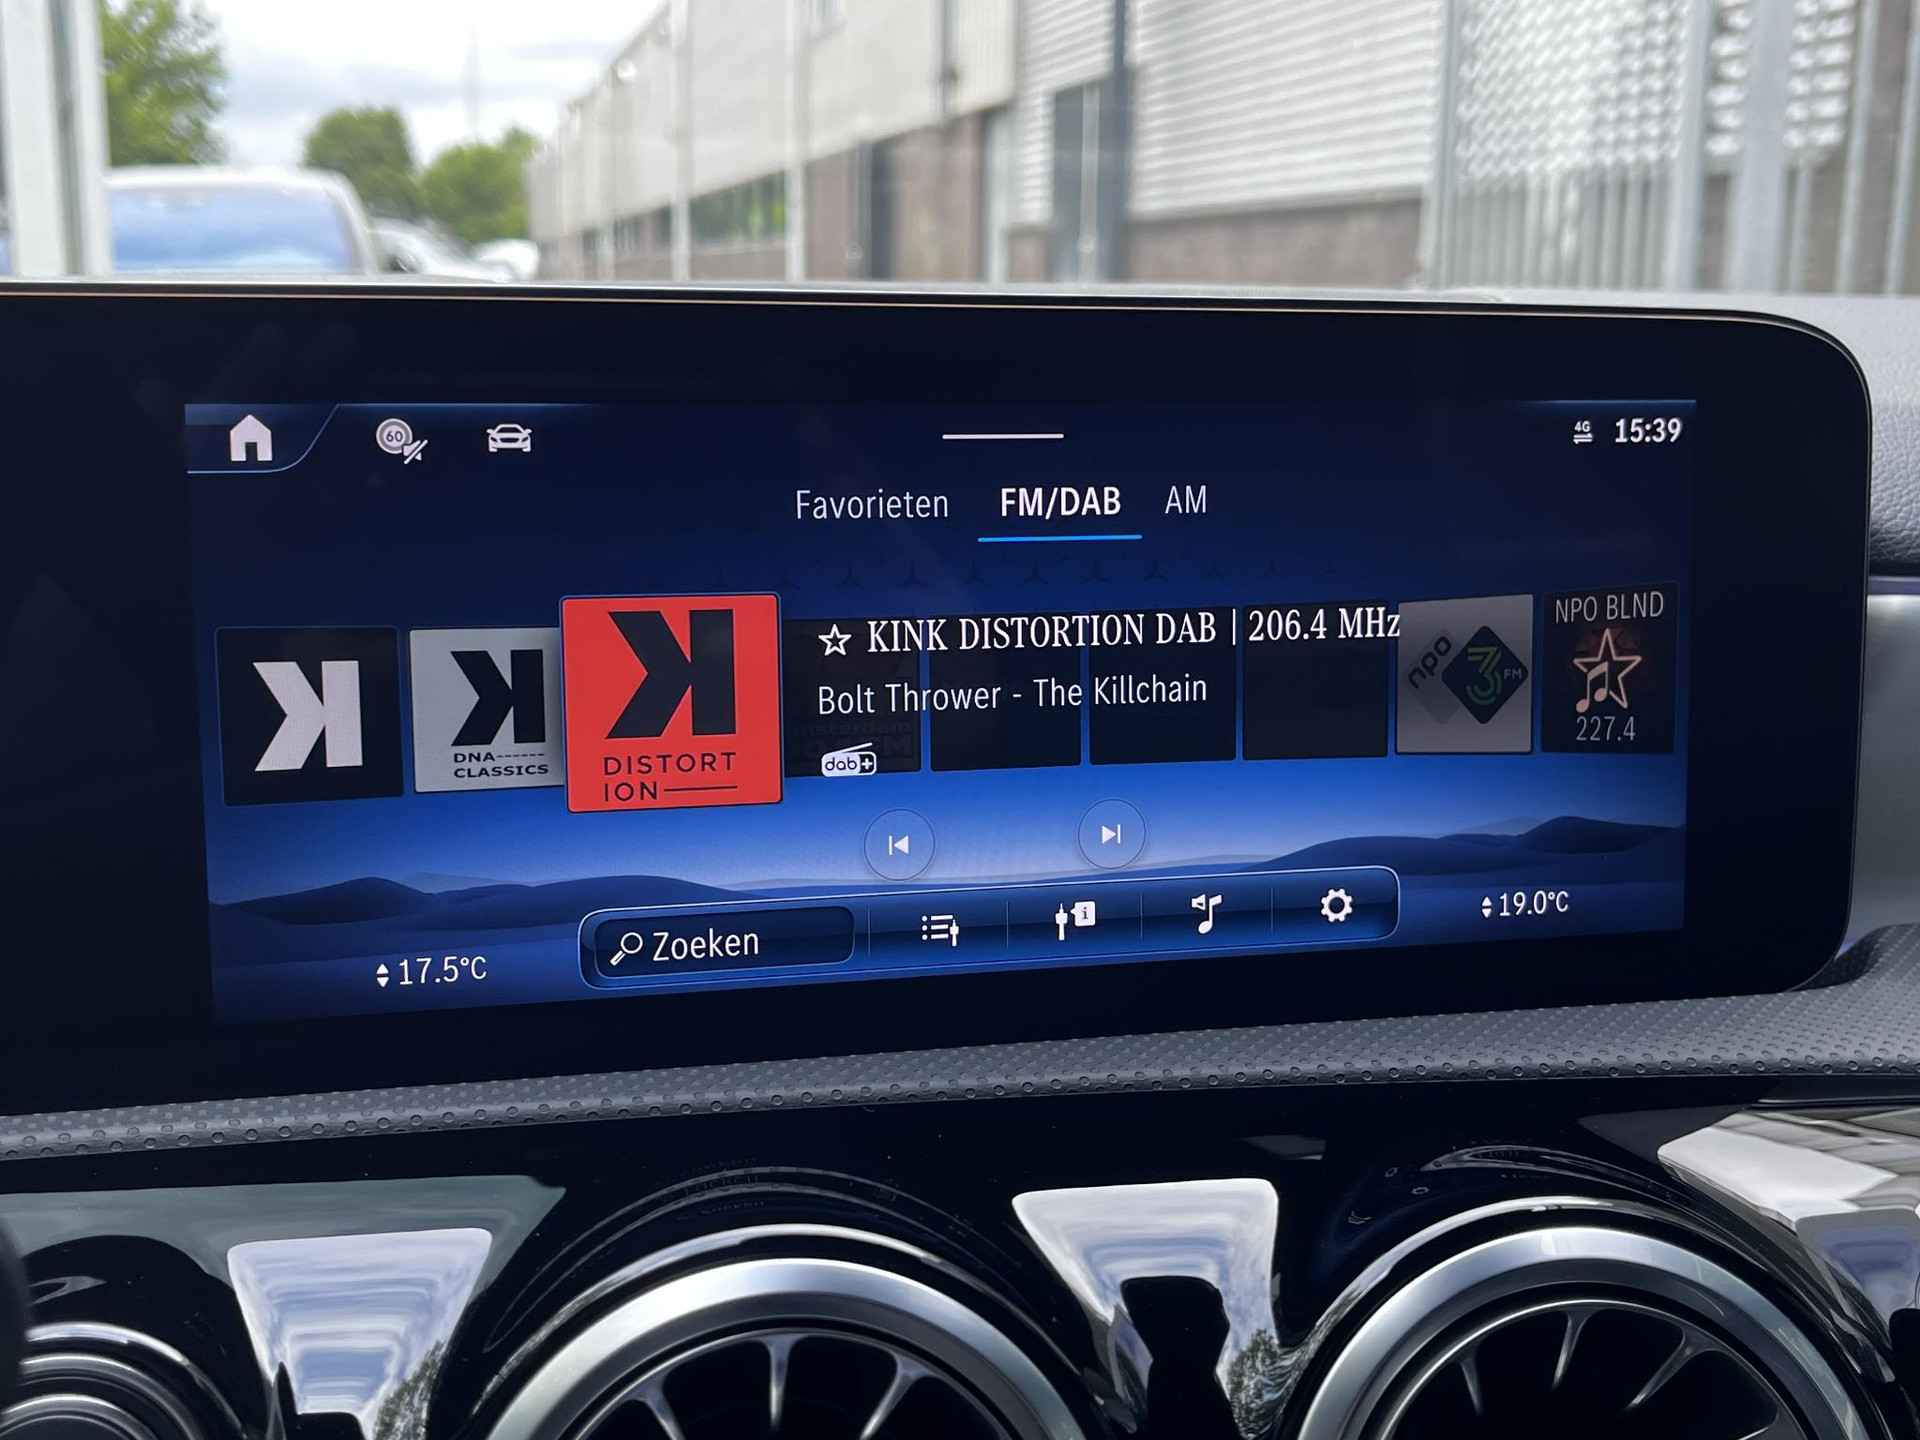 60
4G
15:39
Favorieten
FM/DAB
AM
K
DNA
CLASSICS
K
DISTORT
ION
☆ KINK DISTORTION DAB | 206.4 MHz
Bolt Thrower - The Killchain
dab+
npo
3FM
NPO BLND
227.4
17.5°C
Zoeken
i
19.0°C